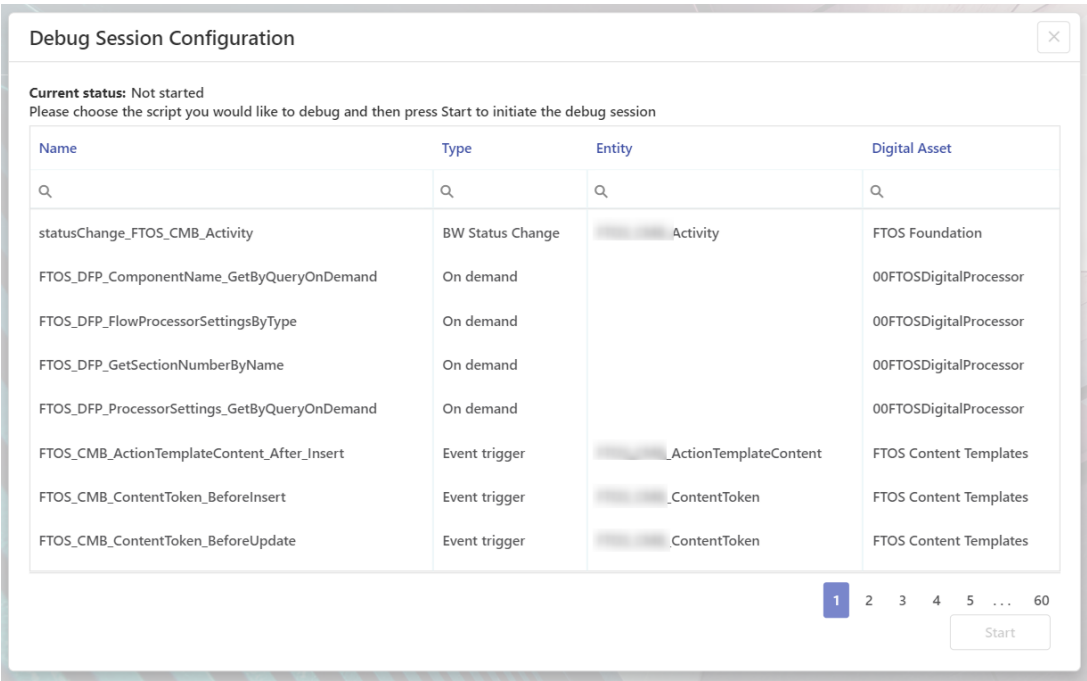 Debug Session Configuration
Current status: Not started
Please choose the script you would like to debug and then press Start to initiate the debug session
Name Type Entity Digital Asset
statusChange_FTOS_CMB_Activity BW Status Change Activity FTOS Foundation
FTOS_DFP_ComponentName_GetByQueryOnDemand On demand 00FTOSDigitalProcessor
FTOS_DFP_FlowProcessorSettingsByType On demand 00FTOSDigitalProcessor
FTOS_DFP_GetSectionNumberByName On demand 00FTOSDigitalProcessor
FTOS_DFP_ProcessorSettings_GetByQueryOnDemand On demand 00FTOSDigitalProcessor
FTOS_CMB_ActionTemplateContent_After_Insert Event trigger _ActionTemplateContent FTOS Content Templates
FTOS_CMB_ContentToken_BeforeInsert Event trigger _ContentToken FTOS Content Templates
FTOS_CMB_ContentToken_BeforeUpdate Event trigger _ContentToken FTOS Content Templates
1 2 3 4 5 ... 60
Start